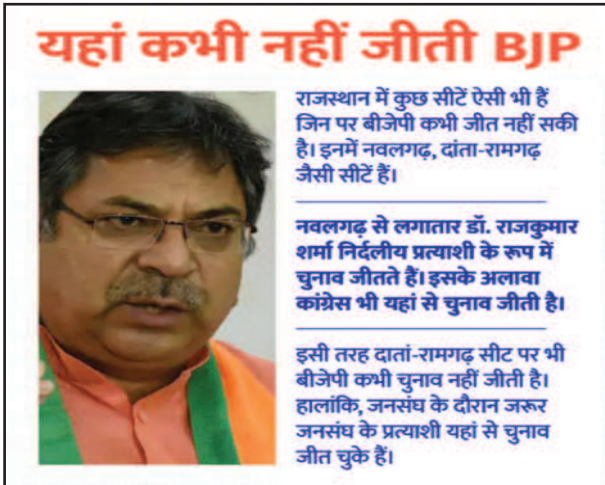 यहां कभी नहीं जीती BJP
राजस्थान में कुछ सीटें ऐसी भी हैं
जिन पर बीजेपी कभी जीत नहीं सकी
है। इनमें नवलगढ़, दांता-रामगढ़
जैसी सीटें हैं।
नवलगढ़ से लगातार डॉ. राजकुमार
शर्मा निर्दलीय प्रत्याशी के रूप में
चुनाव जीतते हैं। इसके अलावा
कांग्रेस भी यहां से चुनाव जीती है।
इसी तरह दातां-रामगढ़ सीट पर भी
बीजेपी कभी चुनाव नहीं जीती है।
हालांकि, जनसंघ के दौरान जरूर
जनसंघ के प्रत्याशी यहां से चुनाव
जीत चुके हैं।